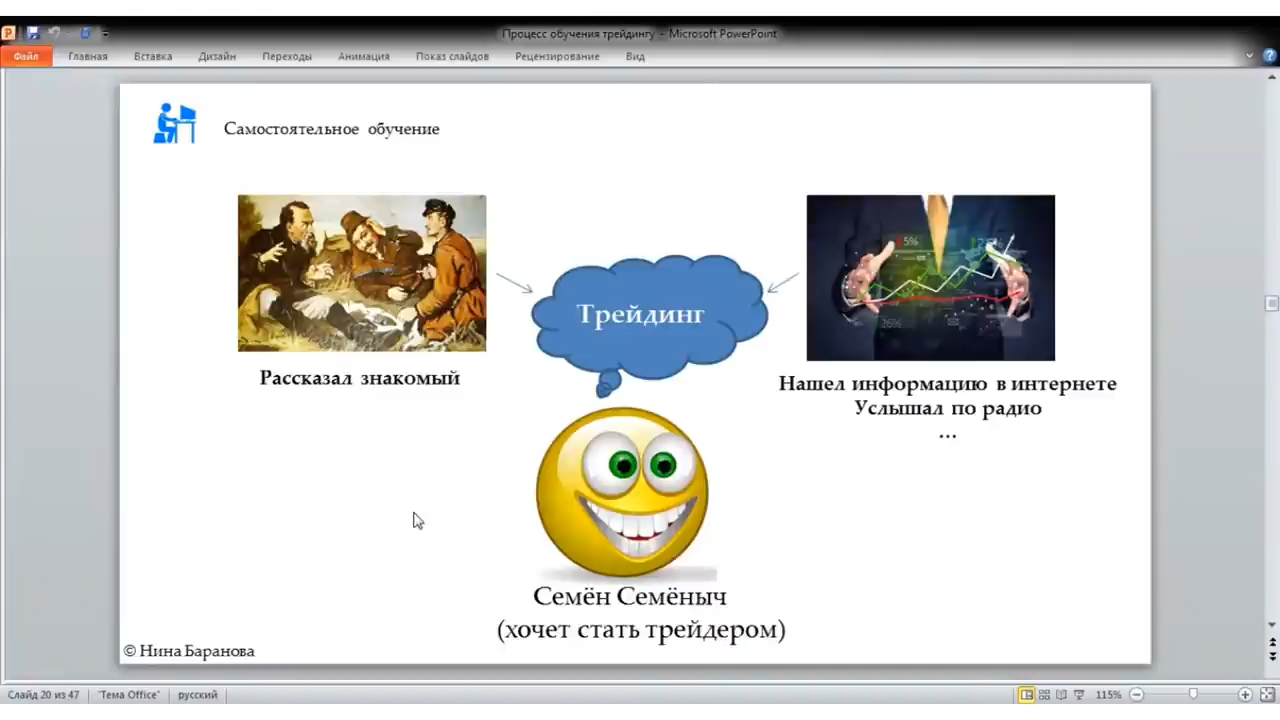 Процесс обучения трейдингу - Microsoft PowerPoint
Файл Главная Вставка Дизайн Переходы Анимация Показ слайдов Рецензирование Вид
Самостоятельное обучение
5%
Трейдинг
Рассказал знакомый
Нашел информацию в интернете
Услышал по радио
...
Семён Семёныч
(хочет стать трейдером)
© Нина Баранова
Слайд 20 из 47 "Тема Office" русский 115%